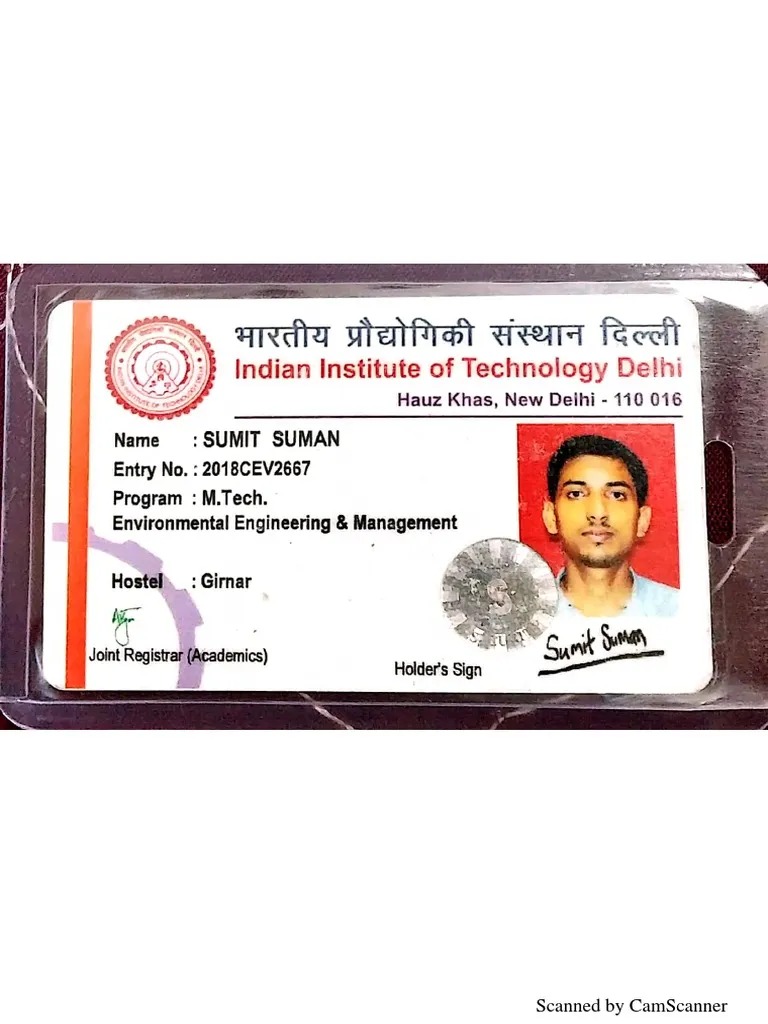 भारतीय प्रौद्योगिकी संस्थान दिल्ली
Indian Institute of Technology Delhi
Hauz Khas, New Delhi - 110 016
Name : SUMIT SUMAN
Entry No. : 2018CEV2667
Program : M.Tech.
Environmental Engineering & Management
Hostel : Girnar
Joint Registrar (Academics)
Holder's Sign
Sumit Suman
Scanned by CamScanner